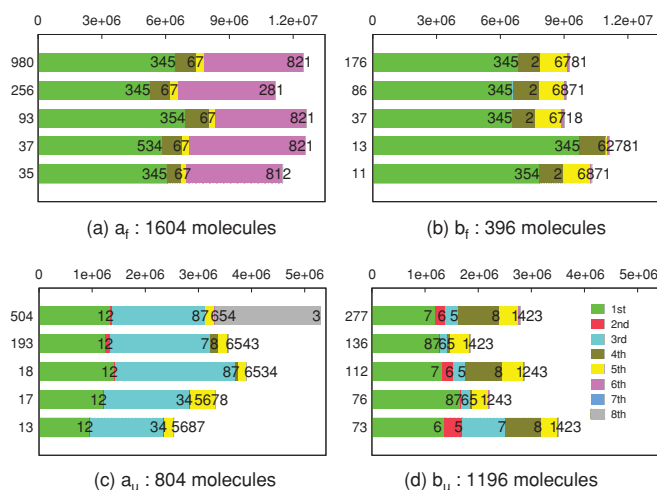 0e+00 3e+06 6e+06 9e+06 1.2e+07
980 345 67 821
256 345 67 281
93 354 67 821
37 534 67 821
35 345 67 812
(a) af : 1604 molecules
0e+00 3e+06 6e+06 9e+06 1.2e+07
176 345 2 6781
86 345 2 6871
37 345 2 6718
13 345 62781
11 354 2 6871
(b) bf : 396 molecules
0 1e+06 2e+06 3e+06 4e+06 5e+06
504 12 87 654 3
193 12 78 6543
18 12 87 6534
17 12 34 5678
13 12 34 5687
(c) au : 804 molecules
0 1e+06 2e+06 3e+06 4e+06 5e+06
277 7 6 5 8 1423
136 8765 1423
112 7 6 5 8 1243
76 8765 1243
73 6 5 7 8 1423
1st
2nd
3rd
4th
5th
6th
7th
8th
(d) bu : 1196 molecules